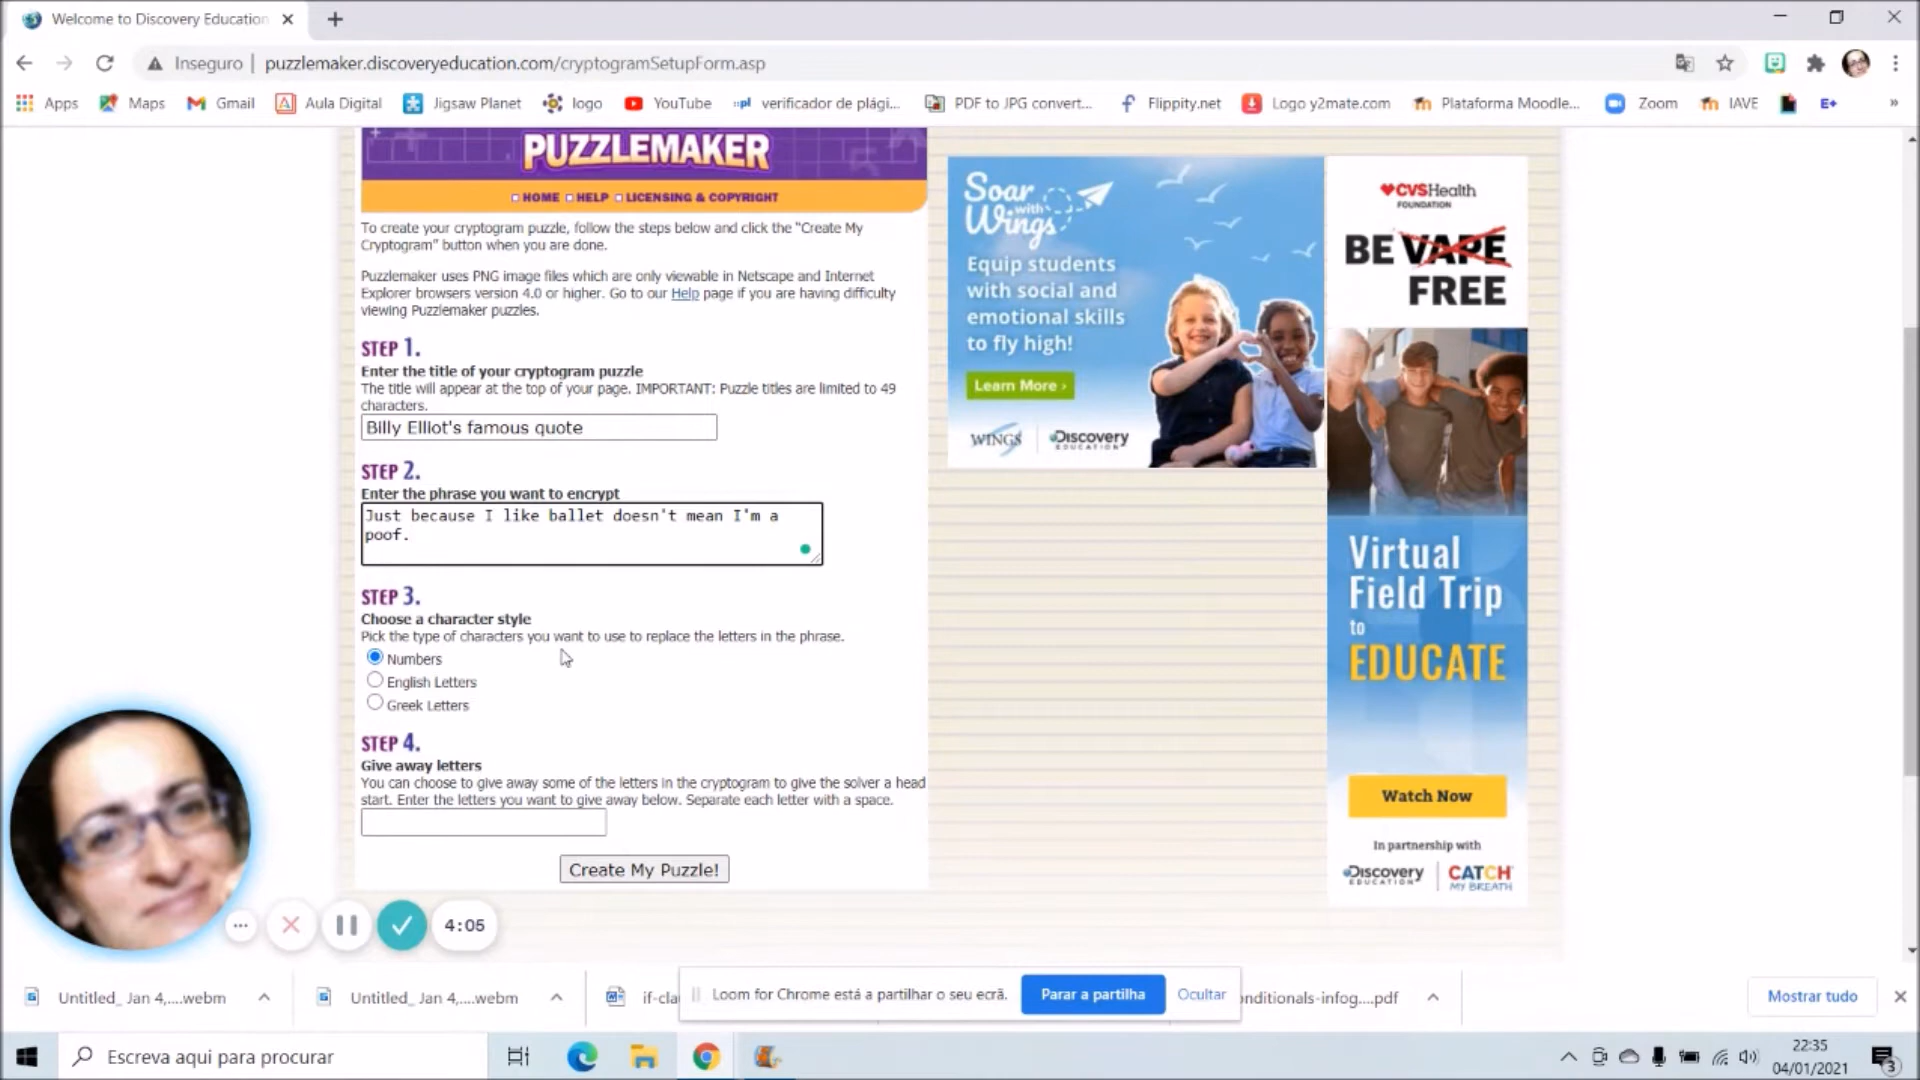 Welcome to Discovery Education
Inseguro
puzzlemaker.discoveryeducation.com/cryptogramSetupForm.asp
Apps
Maps
Gmail
Aula Digital
Jigsaw Planet
logo
YouTube
verificador de plági...
PDF to JPG convert...
Flippity.net
Logo y2mate.com
Plataforma Moodle...
Zoom
IAVE
E+
»
PUZZLEMAKER
HOME HELP LICENSING & COPYRIGHT
To create your cryptogram puzzle, follow the steps below and click the "Create My
Cryptogram" button when you are done.
Puzzlemaker uses PNG image files which are only viewable in Netscape and Internet
Explorer browsers version 4.0 or higher. Go to our Help page if you are having difficulty
viewing Puzzlemaker puzzles.
STEP 1.
Enter the title of your cryptogram puzzle
The title will appear at the top of your page. IMPORTANT: Puzzle titles are limited to 49
characters.
Billy Elliot's famous quote
STEP 2.
Enter the phrase you want to encrypt
Just because I like ballet doesn't mean I'm a
poof.
STEP 3.
Choose a character style
Pick the type of characters you want to use to replace the letters in the phrase.
Numbers
English Letters
Greek Letters
STEP 4.
Give away letters
You can choose to give away some of the letters in the cryptogram to give the solver a head
start. Enter the letters you want to give away below. Separate each letter with a space.
Create My Puzzle!
Soar
with
Wings
Equip students
with social and
emotional skills
to fly high!
Learn More ›
WINGS
Discovery
EDUCATION
CVSHealth
FOUNDATION
BE VAPE
FREE
Virtual
Field Trip
to
EDUCATE
Watch Now
In partnership with
Discovery
EDUCATION
CATCH
MY BREATH
4:05
Untitled_ Jan 4,....webm
Untitled_ Jan 4,....webm
if-cla
Loom for Chrome está a partilhar o seu ecrã.
Parar a partilha
Ocultar
onditionals-infog....pdf
Mostrar tudo
Escreva aqui para procurar
22:35
04/01/2021
3